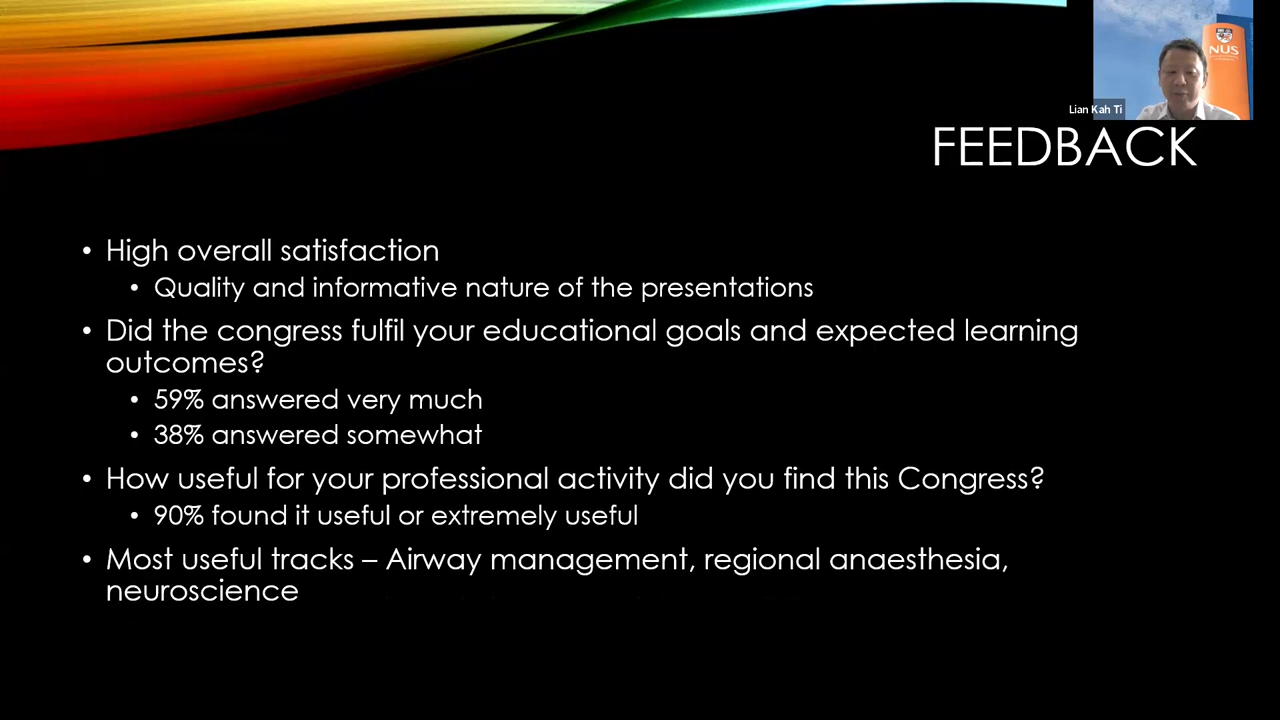 NUS
Lian Kah Ti
FEEDBACK
• High overall satisfaction
• Quality and informative nature of the presentations
• Did the congress fulfil your educational goals and expected learning
outcomes?
• 59% answered very much
• 38% answered somewhat
• How useful for your professional activity did you find this Congress?
• 90% found it useful or extremely useful
• Most useful tracks – Airway management, regional anaesthesia,
neuroscience